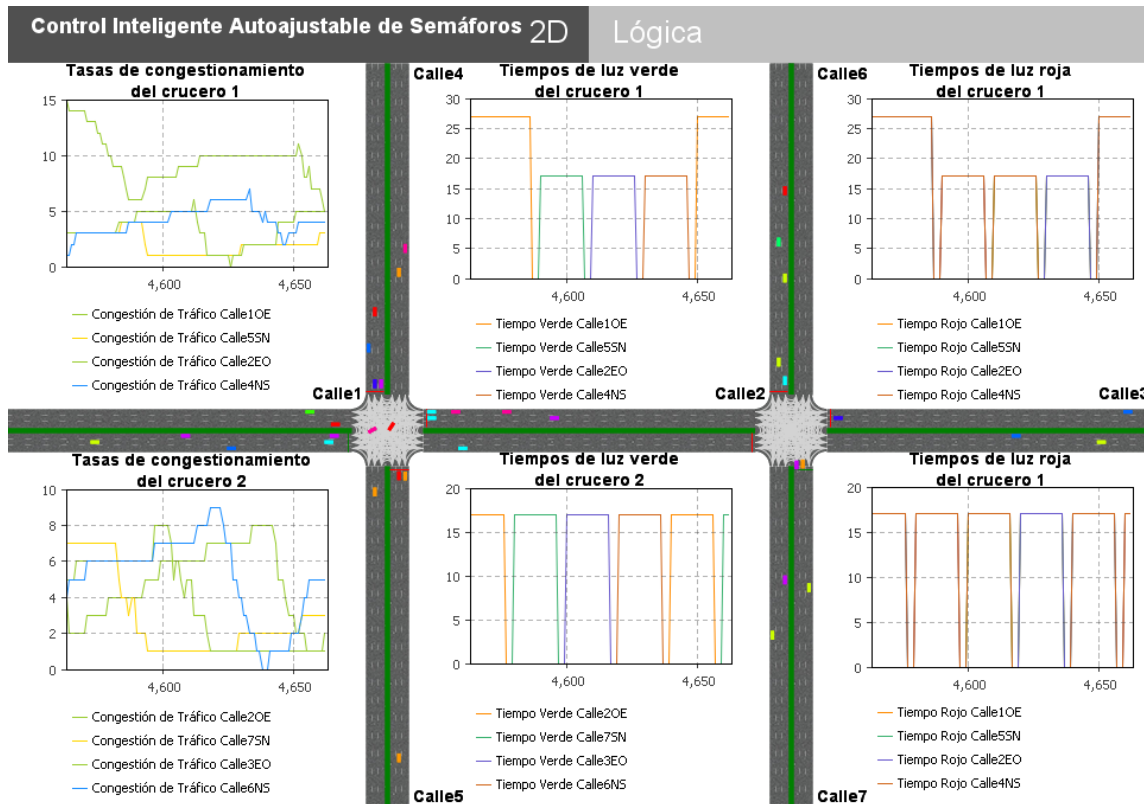 Control Inteligente Autoajustable de Semáforos 2D Lógica
Tasas de congestionamiento
del crucero 1
Calle4
Tiempos de luz verde
del crucero 1
Calle6
Tiempos de luz roja
del crucero 1
15
10
5
0
4,600
4,650
Congestión de Tráfico Calle1OE
Congestión de Tráfico Calle5SN
Congestión de Tráfico Calle2EO
Congestión de Tráfico Calle4NS
30
25
20
15
10
5
0
4,600
4,650
Tiempo Verde Calle1OE
Tiempo Verde Calle5SN
Tiempo Verde Calle2EO
Tiempo Verde Calle4NS
30
25
20
15
10
5
0
4,600
4,650
Tiempo Rojo Calle1OE
Tiempo Rojo Calle5SN
Tiempo Rojo Calle2EO
Tiempo Rojo Calle4NS
Calle1
Calle2
Calle3
Tasas de congestionamiento
del crucero 2
Tiempos de luz verde
del crucero 2
Tiempos de luz roja
del crucero 1
10
8
6
4
2
0
4,600
4,650
Congestión de Tráfico Calle2OE
Congestión de Tráfico Calle7SN
Congestión de Tráfico Calle3EO
Congestión de Tráfico Calle6NS
20
15
10
5
0
4,600
4,650
Tiempo Verde Calle2OE
Tiempo Verde Calle7SN
Tiempo Verde Calle3EO
Tiempo Verde Calle6NS
20
15
10
5
0
4,600
4,650
Tiempo Rojo Calle1OE
Tiempo Rojo Calle5SN
Tiempo Rojo Calle2EO
Tiempo Rojo Calle4NS
Calle5
Calle7